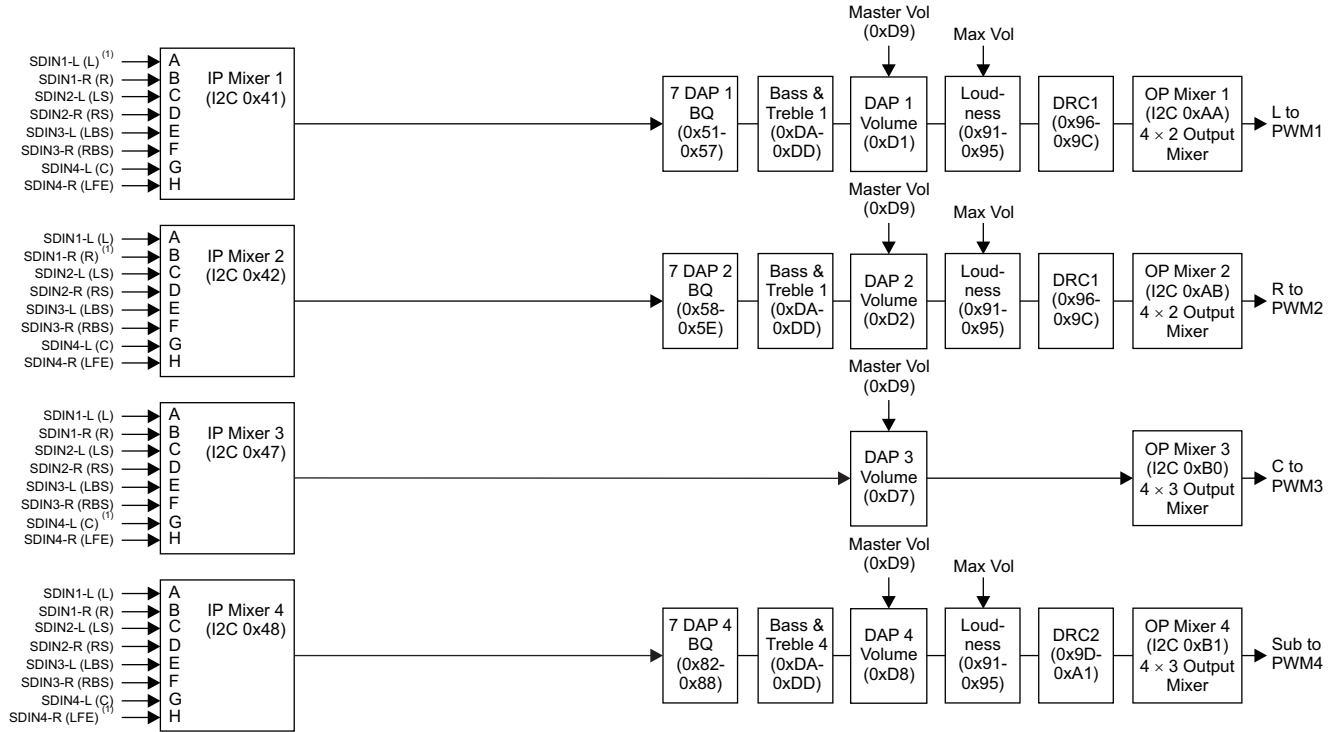 Master Vol
(0xD9)
Max Vol
SDIN1-L (L) (1)
SDIN1-R (R)
SDIN2-L (LS)
SDIN2-R (RS)
SDIN3-L (LBS)
SDIN3-R (RBS)
SDIN4-L (C)
SDIN4-R (LFE)
A
B
C
D
E
F
G
H
IP Mixer 1
(I2C 0x41)
7 DAP 1
BQ
(0x51-
0x57)
Bass &
Treble 1
(0xDA-
0xDD)
DAP 1
Volume
(0xD1)
Loud-
ness
(0x91-
0x95)
DRC1
(0x96-
0x9C)
OP Mixer 1
(I2C 0xAA)
4 × 2 Output
Mixer
L to
PWM1
Master Vol
(0xD9)
Max Vol
SDIN1-L (L)
SDIN1-R (R) (1)
SDIN2-L (LS)
SDIN2-R (RS)
SDIN3-L (LBS)
SDIN3-R (RBS)
SDIN4-L (C)
SDIN4-R (LFE)
A
B
C
D
E
F
G
H
IP Mixer 2
(I2C 0x42)
7 DAP 2
BQ
(0x58-
0x5E)
Bass &
Treble 1
(0xDA-
0xDD)
DAP 2
Volume
(0xD2)
Loud-
ness
(0x91-
0x95)
DRC1
(0x96-
0x9C)
OP Mixer 2
(I2C 0xAB)
4 × 2 Output
Mixer
R to
PWM2
Master Vol
(0xD9)
SDIN1-L (L)
SDIN1-R (R)
SDIN2-L (LS)
SDIN2-R (RS)
SDIN3-L (LBS)
SDIN3-R (RBS)
SDIN4-L (C) (1)
SDIN4-R (LFE)
A
B
C
D
E
F
G
H
IP Mixer 3
(I2C 0x47)
DAP 3
Volume
(0xD7)
OP Mixer 3
(I2C 0xB0)
4 × 3 Output
Mixer
C to
PWM3
Master Vol
(0xD9)
Max Vol
SDIN1-L (L)
SDIN1-R (R)
SDIN2-L (LS)
SDIN2-R (RS)
SDIN3-L (LBS)
SDIN3-R (RBS)
SDIN4-L (C)
SDIN4-R (LFE) (1)
A
B
C
D
E
F
G
H
IP Mixer 4
(I2C 0x48)
7 DAP 4
BQ
(0x82-
0x88)
Bass &
Treble 4
(0xDA-
0xDD)
DAP 4
Volume
(0xD8)
Loud-
ness
(0x91-
0x95)
DRC2
(0x9D-
0xA1)
OP Mixer 4
(I2C 0xB1)
4 × 3 Output
Mixer
Sub to
PWM4